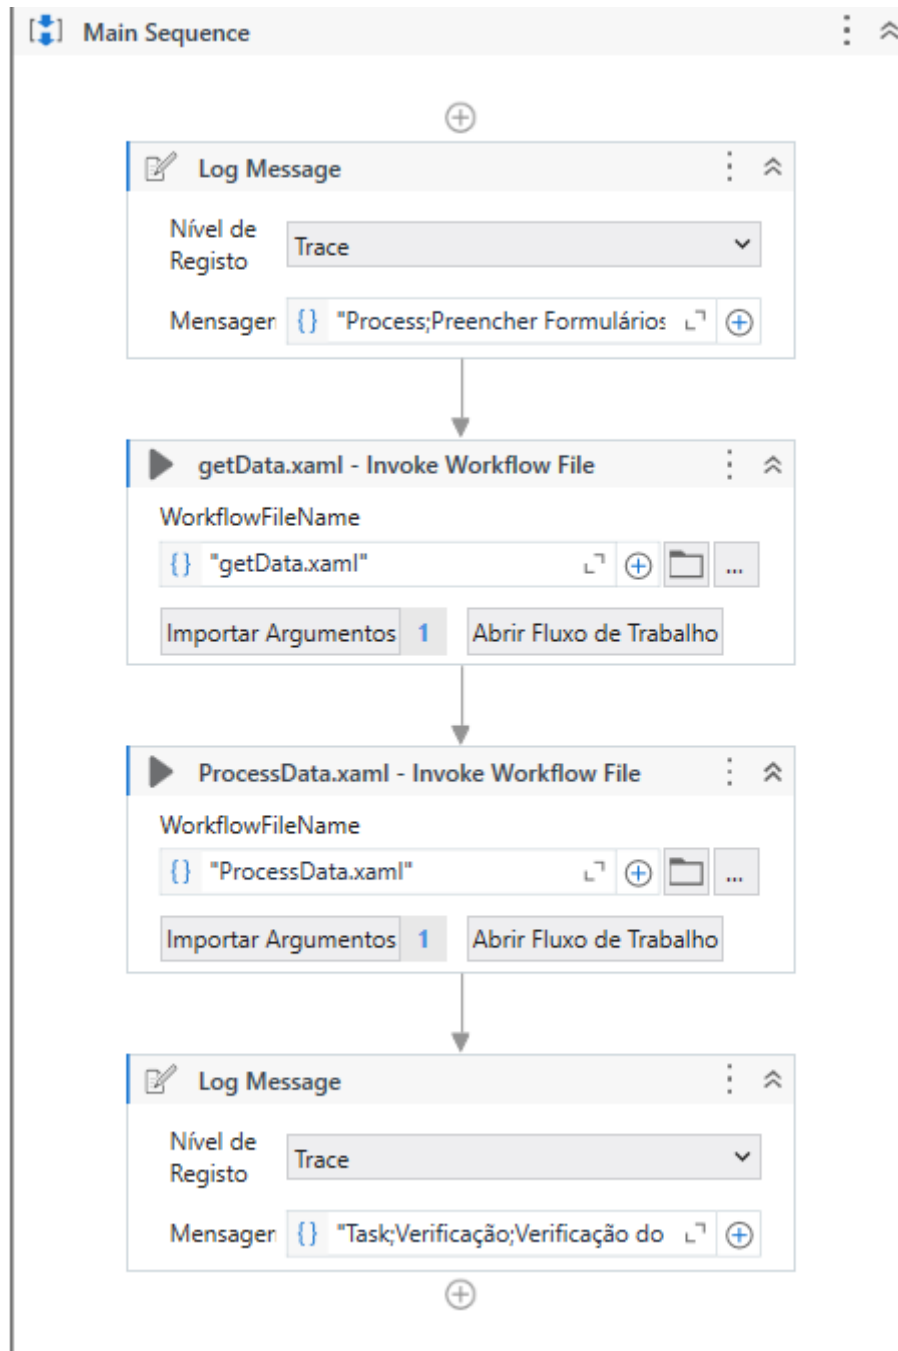 Main Sequence
Log Message
Nível de
Registo
Trace
Mensager {} "Process;Preencher Formulários
getData.xaml - Invoke Workflow File
WorkflowFileName
{} "getData.xaml" ...
Importar Argumentos 1 Abrir Fluxo de Trabalho
ProcessData.xaml - Invoke Workflow File
WorkflowFileName
{} "ProcessData.xaml" ...
Importar Argumentos 1 Abrir Fluxo de Trabalho
Log Message
Nível de
Registo
Trace
Mensager {} "Task;Verificação;Verificação do